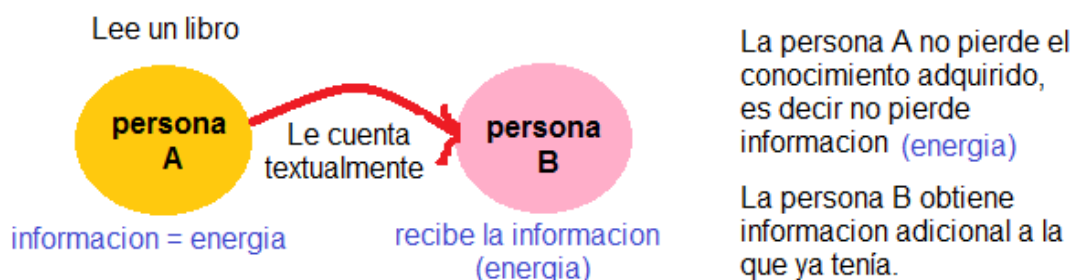 Lee un libro
persona
A
Le cuenta
textualmente
persona
B
informacion = energia
recibe la informacion
(energia)
La persona A no pierde el
conocimiento adquirido,
es decir no pierde
informacion (energia)
La persona B obtiene
informacion adicional a la
que ya tenía.